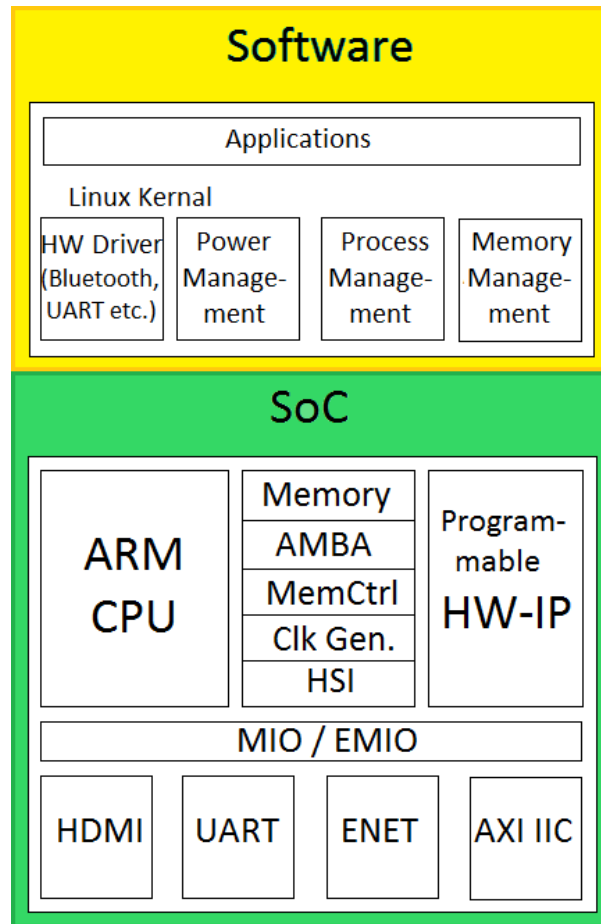 Software
Applications
Linux Kernal
HW Driver
(Bluetooth,
UART etc.)
Power
Manage-
ment
Process
Manage-
ment
Memory
Manage-
ment
SoC
ARM
CPU
Memory
AMBA
MemCtrl
Clk Gen.
HSI
Program-
mable
HW-IP
MIO / EMIO
HDMI
UART
ENET
AXI IIC